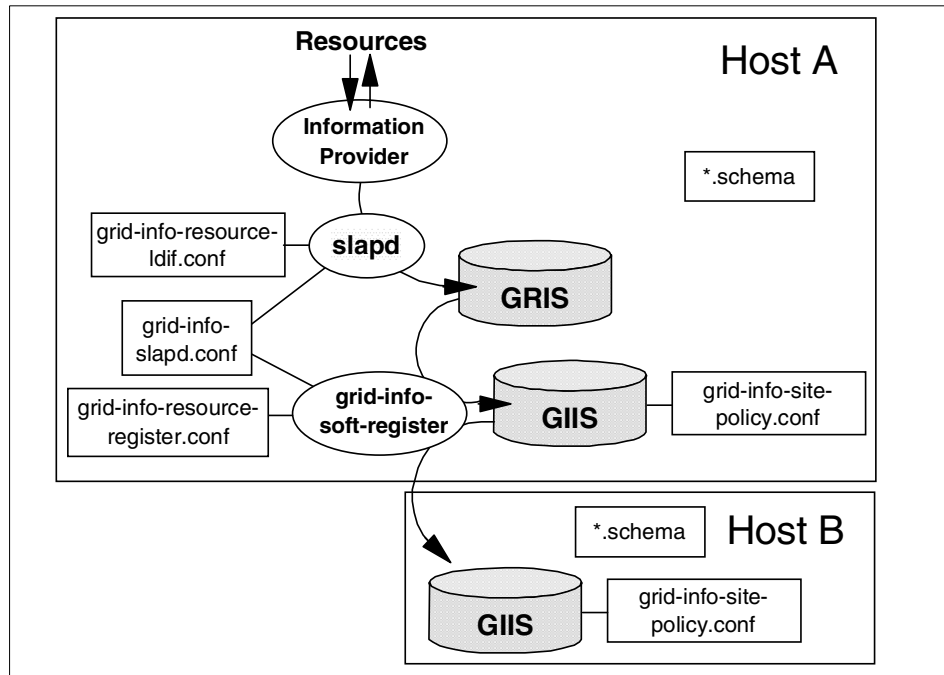 Resources
Host A
Information
Provider
*.schema
grid-info-resource-
ldif.conf
slapd
GRIS
grid-info-
slapd.conf
grid-info-resource-
register.conf
grid-info-
soft-register
GIIS
grid-info-site-
policy.conf
*.schema
Host B
GIIS
grid-info-site-
policy.conf